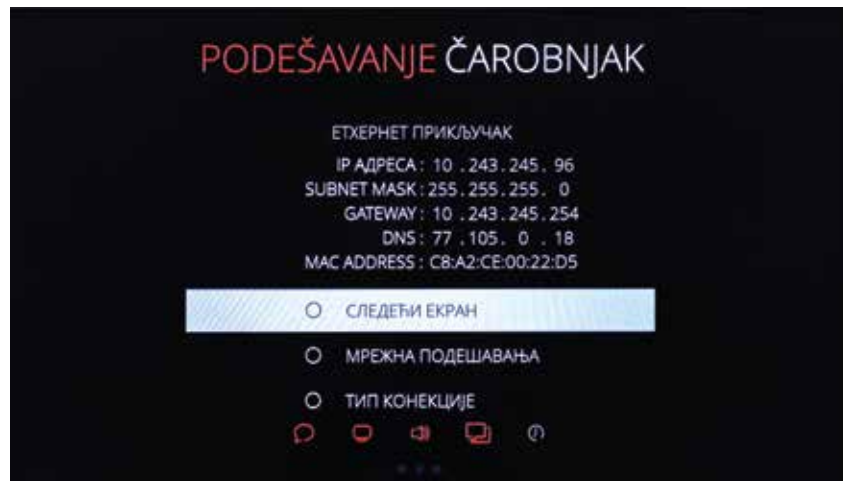 PODEŠAVANJE ČAROBNJAK
ЕТХЕРНЕТ ПРИКЉУЧАК
IP АДРЕСА : 10 . 243 . 245 . 96
SUBNET MASK : 255 . 255 . 255 . 0
GATEWAY : 10 . 243 . 245 . 254
DNS : 77 . 105 . 0 . 18
MAC ADDRESS : C8:A2:CE:00:22:D5
СЛЕДЕЋИ ЕКРАН
МРЕЖНА ПОДЕШАВАЊА
ТИП КОНЕКЦИЈЕ